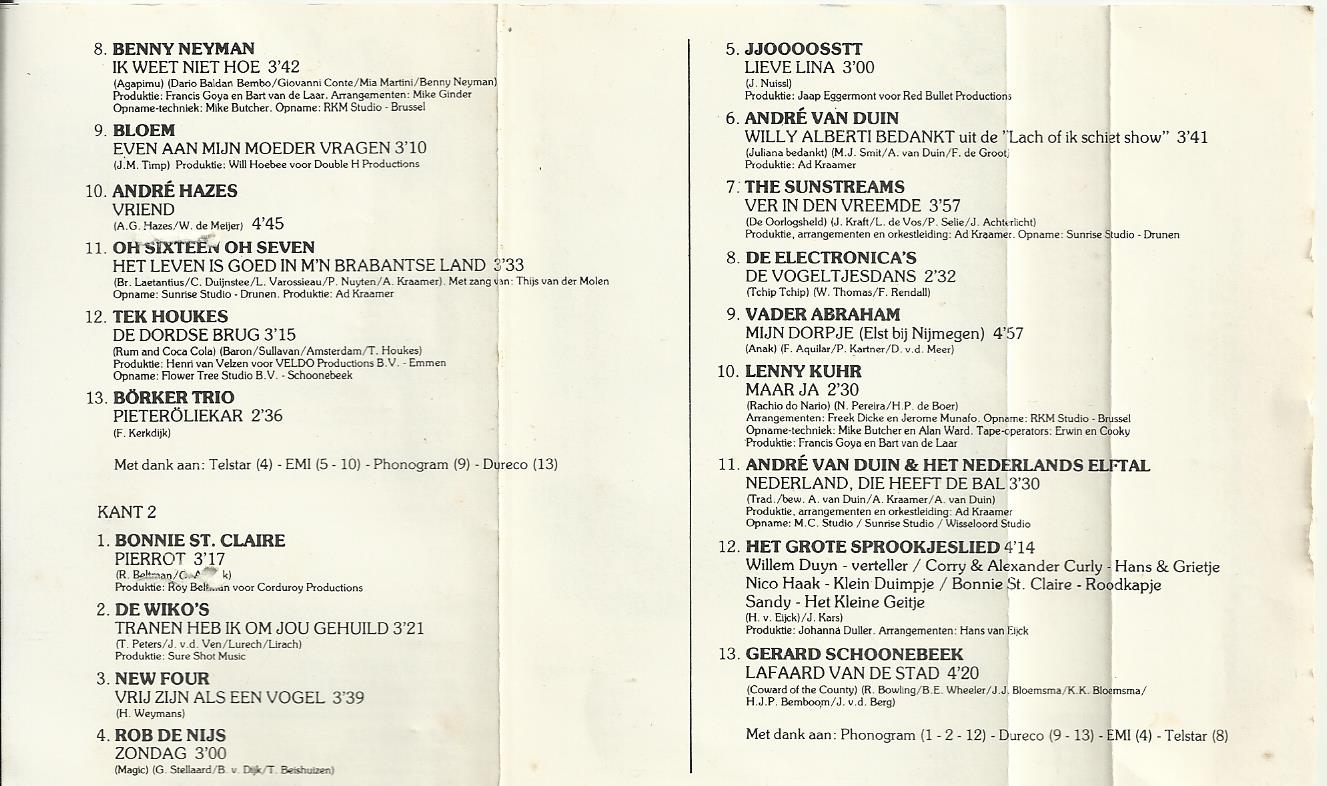 8. BENNY NEYMAN
IK WEET NIET HOE 3'42
(Agapimu) (Dario Baldan Bembo/Giovanni Conte/Mia Martini/Benny Neyman)
Produktie: Francis Goya en Bart van de Laar. Arrangementen: Mike Ginder
Opname-techniek: Mike Butcher. Opname: RKM Studio - Brussel
9. BLOEM
EVEN AAN MIJN MOEDER VRAGEN 3'10
(J.M. Timp) Produktie: Will Hoebee voor Double H Productions
10. ANDRÉ HAZES
VRIEND
(A.G. Hazes/W. de Meijer) 4'45
11. OH SIXTEEN OH SEVEN
HET LEVEN IS GOED IN M'N BRABANTSE LAND 3'33
(Br. Laetantius/C. Duijnstee/L. Varossieau/P. Nuyten/A. Kraamer). Met zang van: Thijs van der Molen
Opname: Sunrise Studio - Drunen. Produktie: Ad Kraamer
12. TEK HOUKES
DE DORDSE BRUG 3'15
(Rum and Coca Cola) (Baron/Sullavan/Amsterdam/T. Houkes)
Produktie: Henri van Velzen voor VELDO Productions B.V. - Emmen
Opname: Flower Tree Studio B.V. - Schoonebeek
13. BÖRKER TRIO
PIETERÖLIEKAR 2'36
(F. Kerkdijk)
Met dank aan: Telstar (4) - EMI (5 - 10) - Phonogram (9) - Dureco (13)
KANT 2
1. BONNIE ST. CLAIRE
PIERROT 3'17
(R. Beltman/
Produktie: Roy Beltman voor Corduroy Productions
2. DE WIKO'S
TRANEN HEB IK OM JOU GEHUILD 3'21
(T. Peters/J. v.d. Ven/Lurech/Lirach)
Produktie: Sure Shot Music
3. NEW FOUR
VRIJ ZIJN ALS EEN VOGEL 3'39
(H. Weymans)
4. ROB DE NIJS
ZONDAG 3'00
(Magic) (G. Stellaard/B. v. Dijk/T. Beishuizen)
5. JJOOOOSSTT
LIEVE LINA 3'00
(J. Nuissl)
Produktie: Jaap Eggermont voor Red Bullet Productions
6. ANDRÉ VAN DUIN
WILLY ALBERTI BEDANKT uit de "Lach of ik schiet show" 3'41
(Juliana bedankt) (M.J. Smit/A. van Duin/F. de Groot)
Produktie: Ad Kraamer
7. THE SUNSTREAMS
VER IN DEN VREEMDE 3'57
(De Oorlogsheld) (J. Kraft/L. de Vos/P. Selie/J. Achterlicht)
Produktie, arrangementen en orkestleiding: Ad Kraamer. Opname: Sunrise Studio - Drunen
8. DE ELECTRONICA'S
DE VOGELTJESDANS 2'32
(Tchip Tchip) (W. Thomas/F. Rendall)
9. VADER ABRAHAM
MIJN DORPJE (Elst bij Nijmegen) 4'57
(Anak) (F. Aquilar/P. Kartner/D. v.d. Meer)
10. LENNY KUHR
MAAR JA 2'30
(Rachio do Nario) (N. Pereira/H.P. de Boer)
Arrangementen: Freek Dicke en Jerome Munafo. Opname: RKM Studio - Brussel
Opname-techniek: Mike Butcher en Alan Ward. Tape-operators: Erwin en Cooky
Produktie: Francis Goya en Bart van de Laar
11. ANDRÉ VAN DUIN & HET NEDERLANDS ELFTAL
NEDERLAND, DIE HEEFT DE BAL 3'30
(Trad./bew. A. van Duin/A. Kraamer/A. van Duin)
Produktie, arrangementen en orkestleiding: Ad Kraamer
Opname: M.C. Studio / Sunrise Studio / Wisseloord Studio
12. HET GROTE SPROOKJESLIED 4'14
Willem Duyn - verteller / Corry & Alexander Curly - Hans & Grietje
Nico Haak - Klein Duimpje / Bonnie St. Claire - Roodkapje
Sandy - Het Kleine Geitje
(H. v. Eijck)/J. Kars)
Produktie: Johanna Duller. Arrangementen: Hans van Eijck
13. GERARD SCHOONEBEEK
LAFAARD VAN DE STAD 4'20
(Coward of the County) (R. Bowling/B.E. Wheeler/J.J. Bloemsma/K.K. Bloemsma/
H.J.P. Bemboom/J. v.d. Berg)
Met dank aan: Phonogram (1 - 2 - 12) - Dureco (9 - 13) - EMI (4) - Telstar (8)